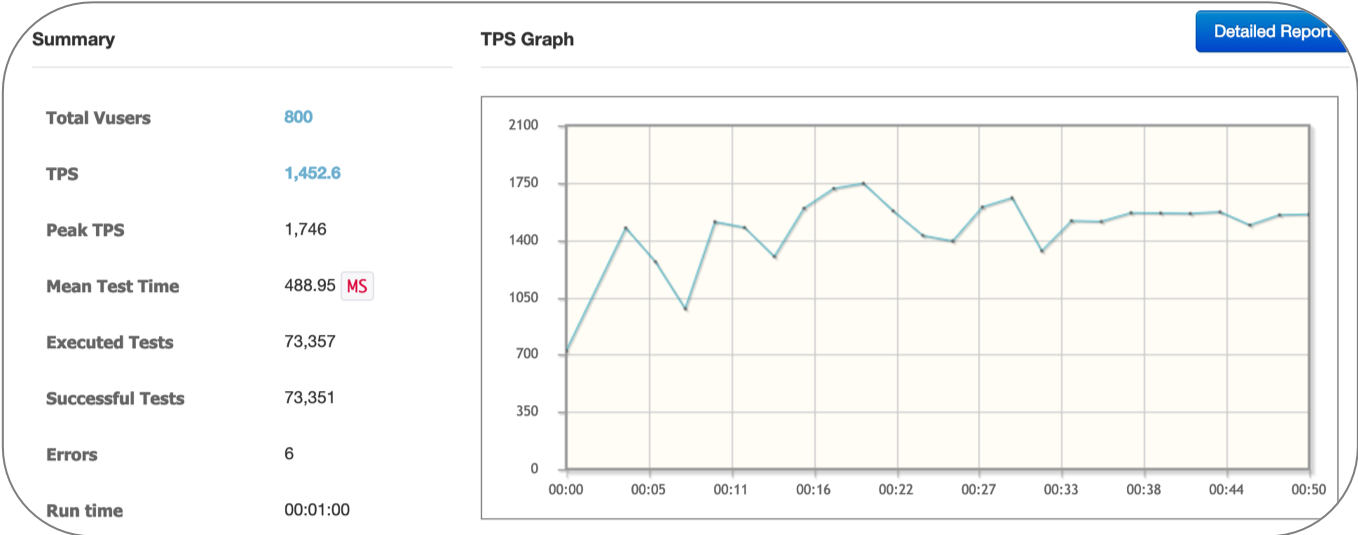 Summary
Total Vusers 800
TPS 1,452.6
Peak TPS 1,746
Mean Test Time 488.95 MS
Executed Tests 73,357
Successful Tests 73,351
Errors 6
Run time 00:01:00
TPS Graph
Detailed Report
2100
1750
1400
1050
700
350
0
00:00 00:05 00:11 00:16 00:22 00:27 00:33 00:38 00:44 00:50